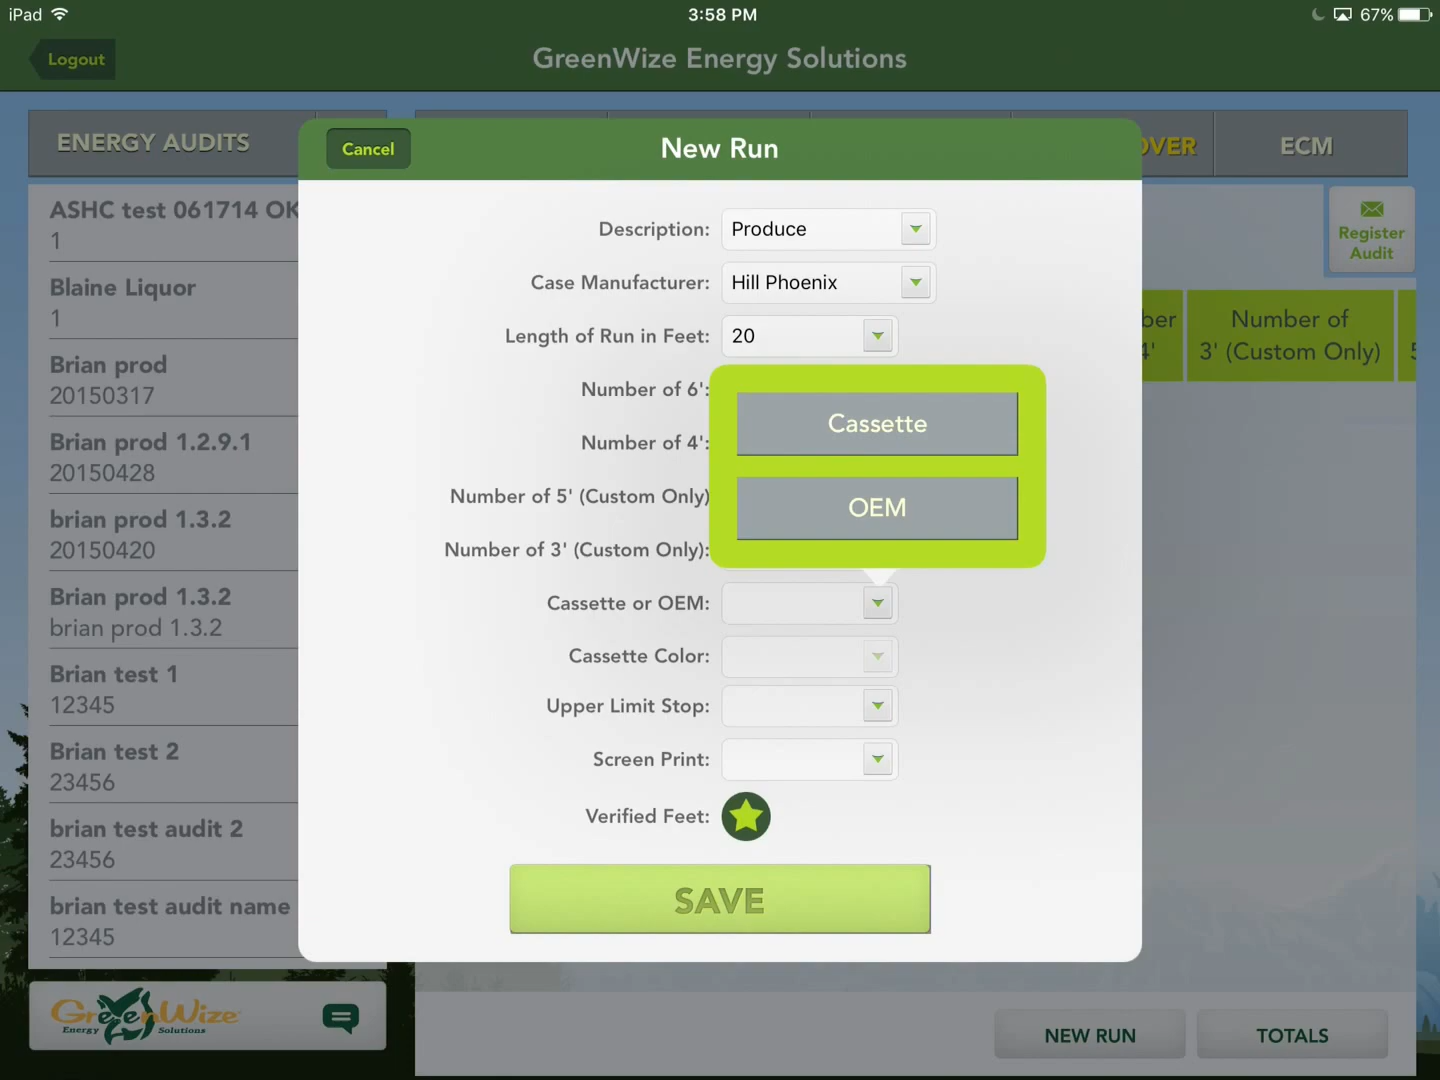 iPad
3:58 PM
67%
Logout
GreenWize Energy Solutions
ENERGY AUDITS
OVER
ECM
Cancel
New Run
ASHC test 061714 OK
1
Blaine Liquor
1
Brian prod
20150317
Brian prod 1.2.9.1
20150428
brian prod 1.3.2
20150420
Brian prod 1.3.2
brian prod 1.3.2
Brian test 1
12345
Brian test 2
23456
brian test audit 2
23456
brian test audit name
12345
Description: Produce
Case Manufacturer: Hill Phoenix
Length of Run in Feet: 20
Number of 6':
Number of 4':
Number of 5' (Custom Only)
Number of 3' (Custom Only):
Cassette
OEM
Cassette or OEM:
Cassette Color:
Upper Limit Stop:
Screen Print:
Verified Feet:
SAVE
Register
Audit
ber
4'
Number of
3' (Custom Only)
GreenWize
Energy Solutions
NEW RUN
TOTALS